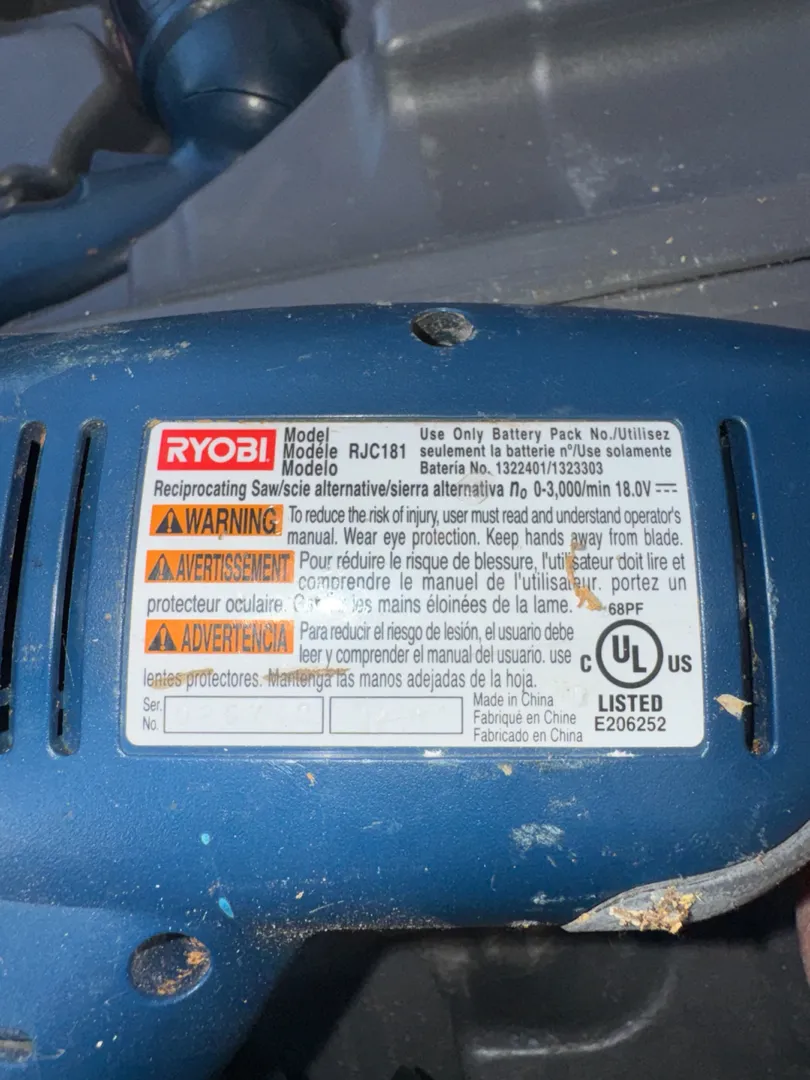 RYOBI
Model
Modéle RJC181
Modelo
Use Only Battery Pack No./Utilisez
seulement la batterie nº/Use solamente
Batería No. 1322401/1323303
Reciprocating Saw/scie alternative/sierra alternativa no 0-3,000/min 18.0V
WARNING To reduce the risk of injury, user must read and understand operator's
manual. Wear eye protection. Keep hands away from blade.
AVERTISSEMENT Pour réduire le risque de blessure, l'utilisateur doit lire et
comprendre le manuel de l'utilisateur. portez un
protecteur oculaire. les mains éloinées de la lame.
ADVERTENCIA Para reducir el riesgo de lesión, el usuario debe
leer y comprender el manual del usuario. use
lentes protectores. Mantenga las manos adejadas de la hoja.
68PF
C UL US
LISTED
E206252
Ser.
No.
Made in China
Fabriqué en Chine
Fabricado en China